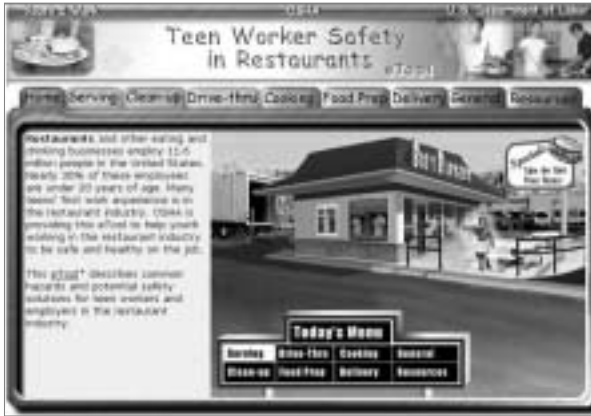 OSHA
U.S. Department of Labor
Teen Worker Safety
in Restaurants eTool
Home Serving Clean-up Drive-thru Cooking Food Prep Delivery General Resources
Restaurants and other eating and
drinking businesses employ 11.6
million people in the United States.
Nearly 30% of these employees
are under 20 years of age. Many
teens' first work experience is in
the restaurant industry. OSHA is
providing this eTool to help youth
working in the restaurant industry
to be safe and healthy on the job.
This eTool* describes common
hazards and potential safety
solutions for teen workers and
employers in the restaurant
industry.
Today's Menu
Serving Drive-Thru Cooking General
Clean-up Food Prep Delivery Resources